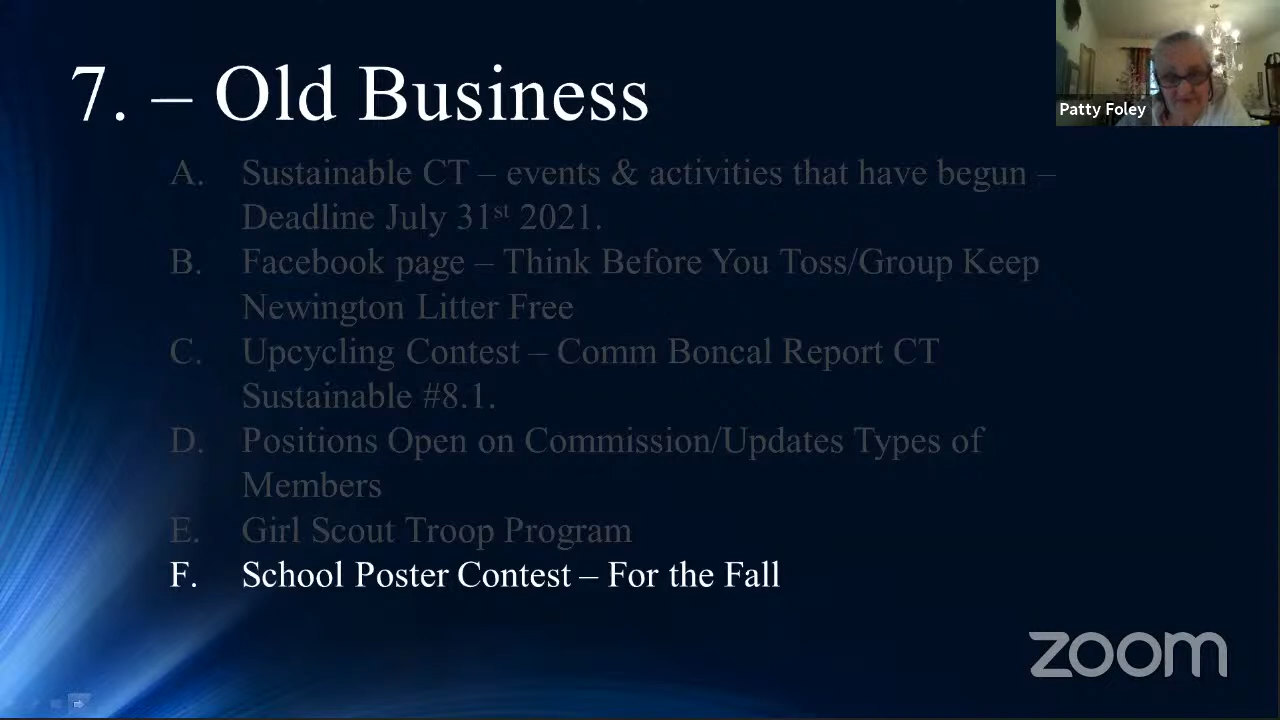 7. – Old Business
Patty Foley
A. Sustainable CT – events & activities that have begun –
Deadline July 31st 2021.
B. Facebook page – Think Before You Toss/Group Keep
Newington Litter Free
C. Upcycling Contest – Comm Boncal Report CT
Sustainable #8.1.
D. Positions Open on Commission/Updates Types of
Members
E. Girl Scout Troop Program
F. School Poster Contest – For the Fall
zoom